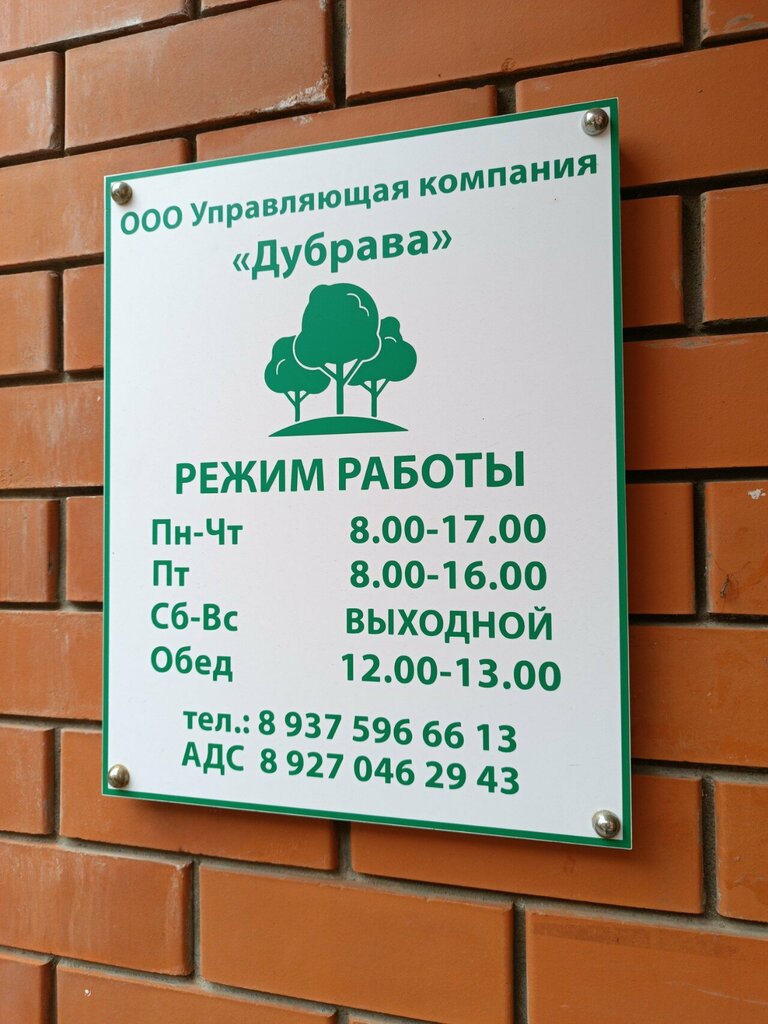 ООО Управляющая компания
«Дубрава»
РЕЖИМ РАБОТЫ
Пн-Чт 8.00-17.00
Пт 8.00-16.00
Сб-Вс ВЫХОДНОЙ
Обед 12.00-13.00
тел.: 8 937 596 66 13
АДС 8 927 046 29 43